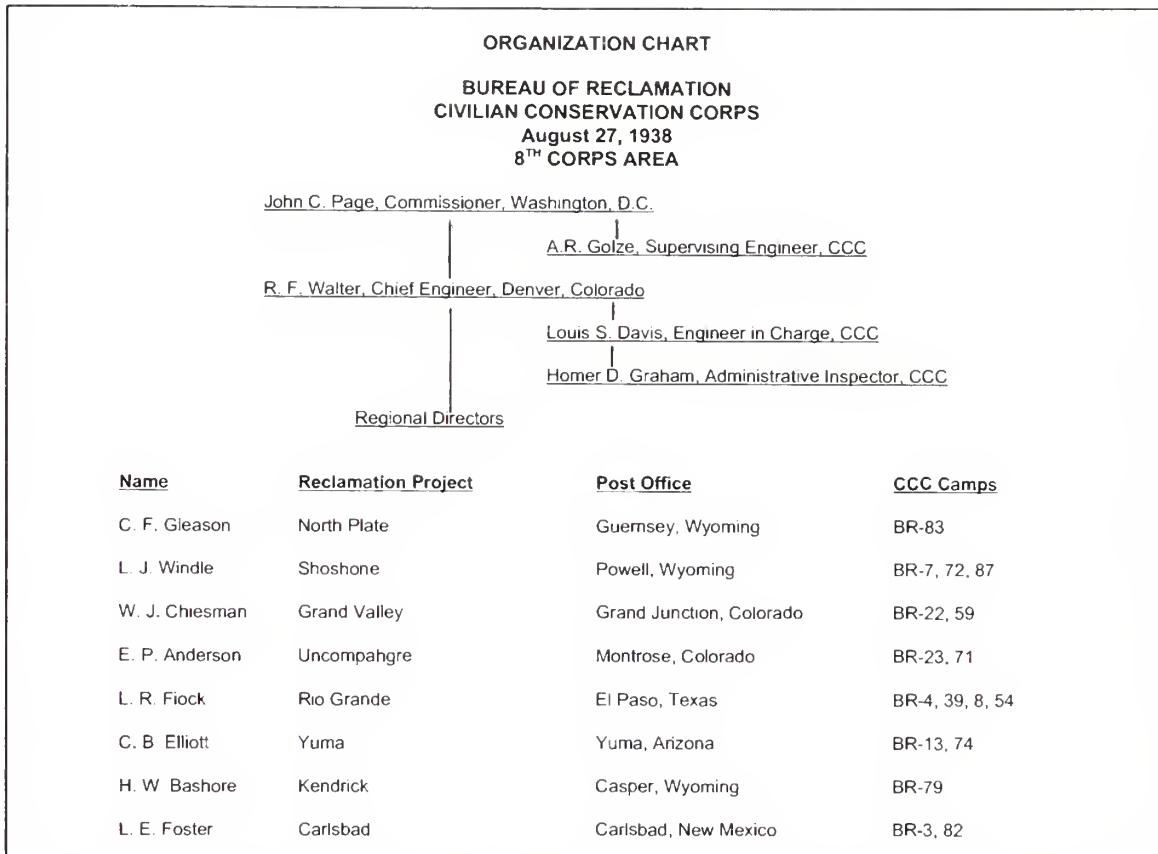 ORGANIZATION CHART
BUREAU OF RECLAMATION
CIVILIAN CONSERVATION CORPS
August 27, 1938
8TH CORPS AREA
John C. Page, Commissioner, Washington, D.C.
A.R. Golze, Supervising Engineer, CCC
R. F. Walter, Chief Engineer, Denver, Colorado
Louis S. Davis, Engineer in Charge, CCC
Homer D. Graham, Administrative Inspector, CCC
Regional Directors
Name Reclamation Project Post Office CCC Camps
C. F. Gleason North Plate Guernsey, Wyoming BR-83
L. J. Windle Shoshone Powell, Wyoming BR-7, 72, 87
W. J. Chiesman Grand Valley Grand Junction, Colorado BR-22, 59
E. P. Anderson Uncompahgre Montrose, Colorado BR-23, 71
L. R. Fiock Rio Grande El Paso, Texas BR-4, 39, 8, 54
C. B Elliott Yuma Yuma, Arizona BR-13, 74
H. W Bashore Kendrick Casper, Wyoming BR-79
L. E. Foster Carlsbad Carlsbad, New Mexico BR-3, 82